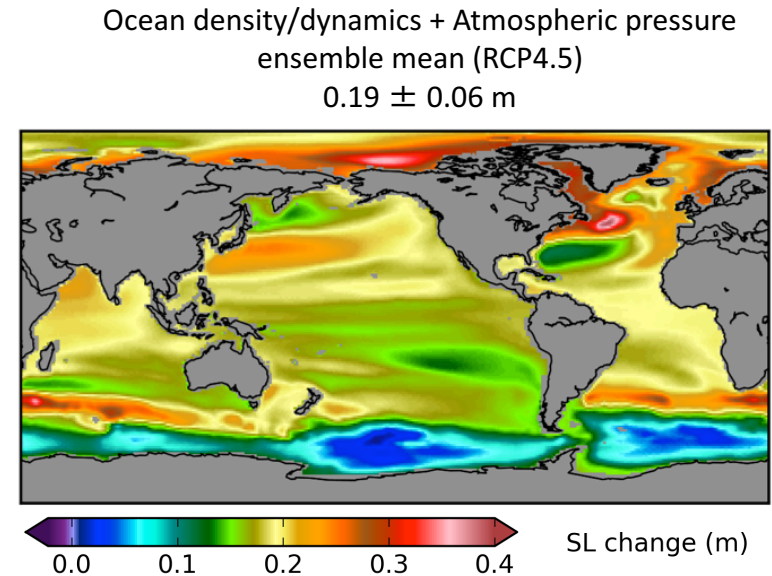 Ocean density/dynamics + Atmospheric pressure
ensemble mean (RCP4.5)
0.19 ± 0.06 m
0.0 0.1 0.2 0.3 0.4
SL change (m)